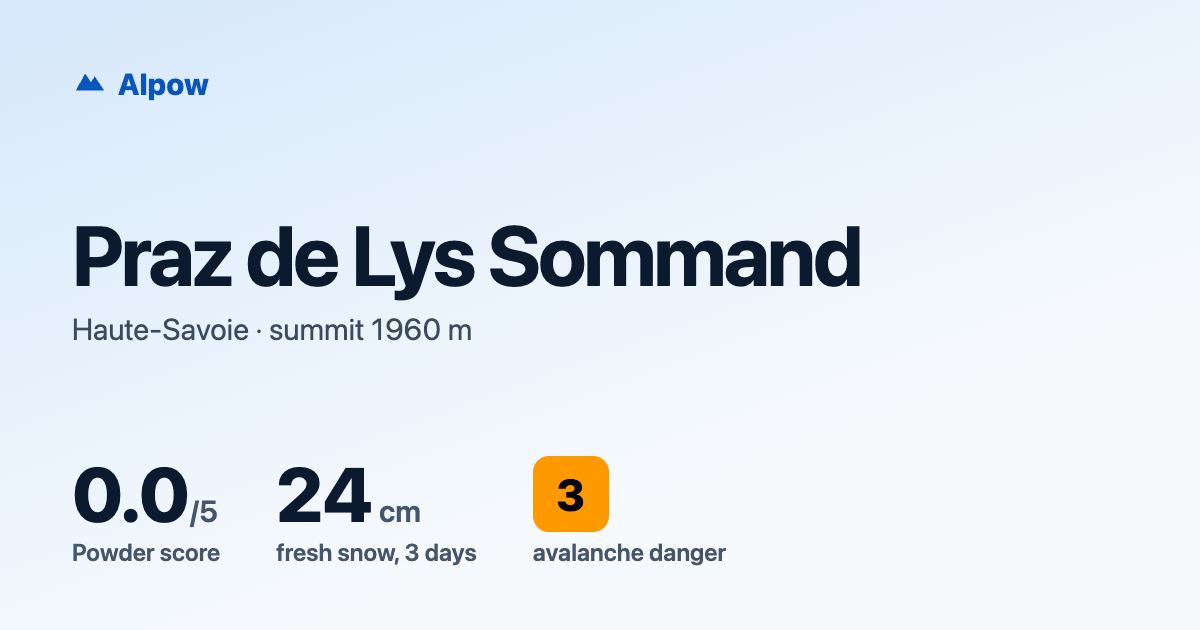 Alpow
Praz de Lys Sommand
Haute-Savoie · summit 1960 m
0.0/5
Powder score
24 cm
fresh snow, 3 days
3
avalanche danger